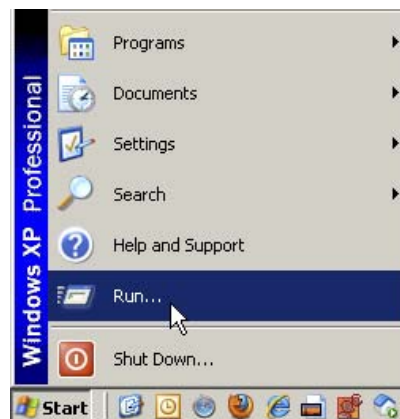 Windows XP Professional
Programs
Documents
Settings
Search
Help and Support
Run...
Shut Down...
Start